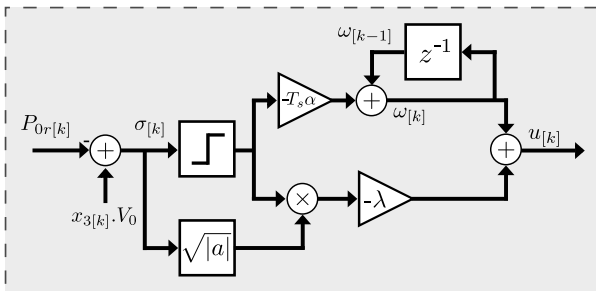 ω[k−1]
z⁻¹
-Tₛα
+
ω[k]
P₀ᵣ[k]
-
σ[k]
+
u[k]
+
x₃[k].V₀
×
-λ
√|a|